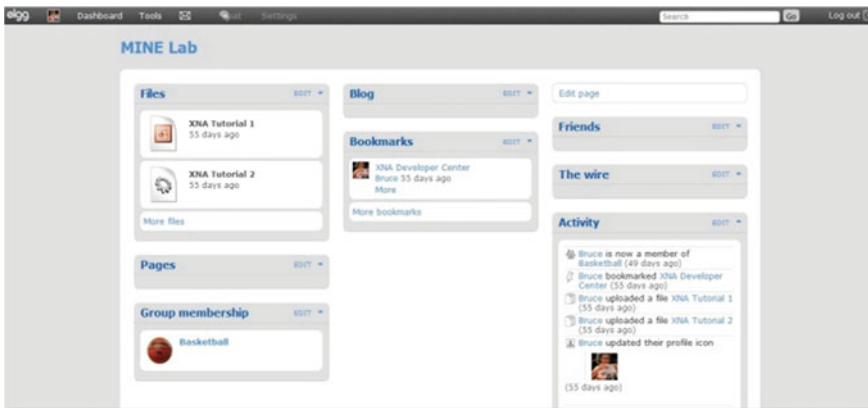 elgg Dashboard Tools Chat Settings Search Go Log out
MINE Lab
Files EDIT
XNA Tutorial 1
55 days ago
XNA Tutorial 2
55 days ago
More files
Pages EDIT
Group membership EDIT
Basketball
Blog EDIT
Bookmarks EDIT
XNA Developer Center
Bruce 55 days ago
More
More bookmarks
Edit page
Friends EDIT
The wire EDIT
Activity EDIT
Bruce is now a member of
Basketball (49 days ago)
Bruce bookmarked XNA Developer
Center (55 days ago)
Bruce uploaded a file XNA Tutorial 1
(55 days ago)
Bruce uploaded a file XNA Tutorial 2
(55 days ago)
Bruce updated their profile icon
(55 days ago)